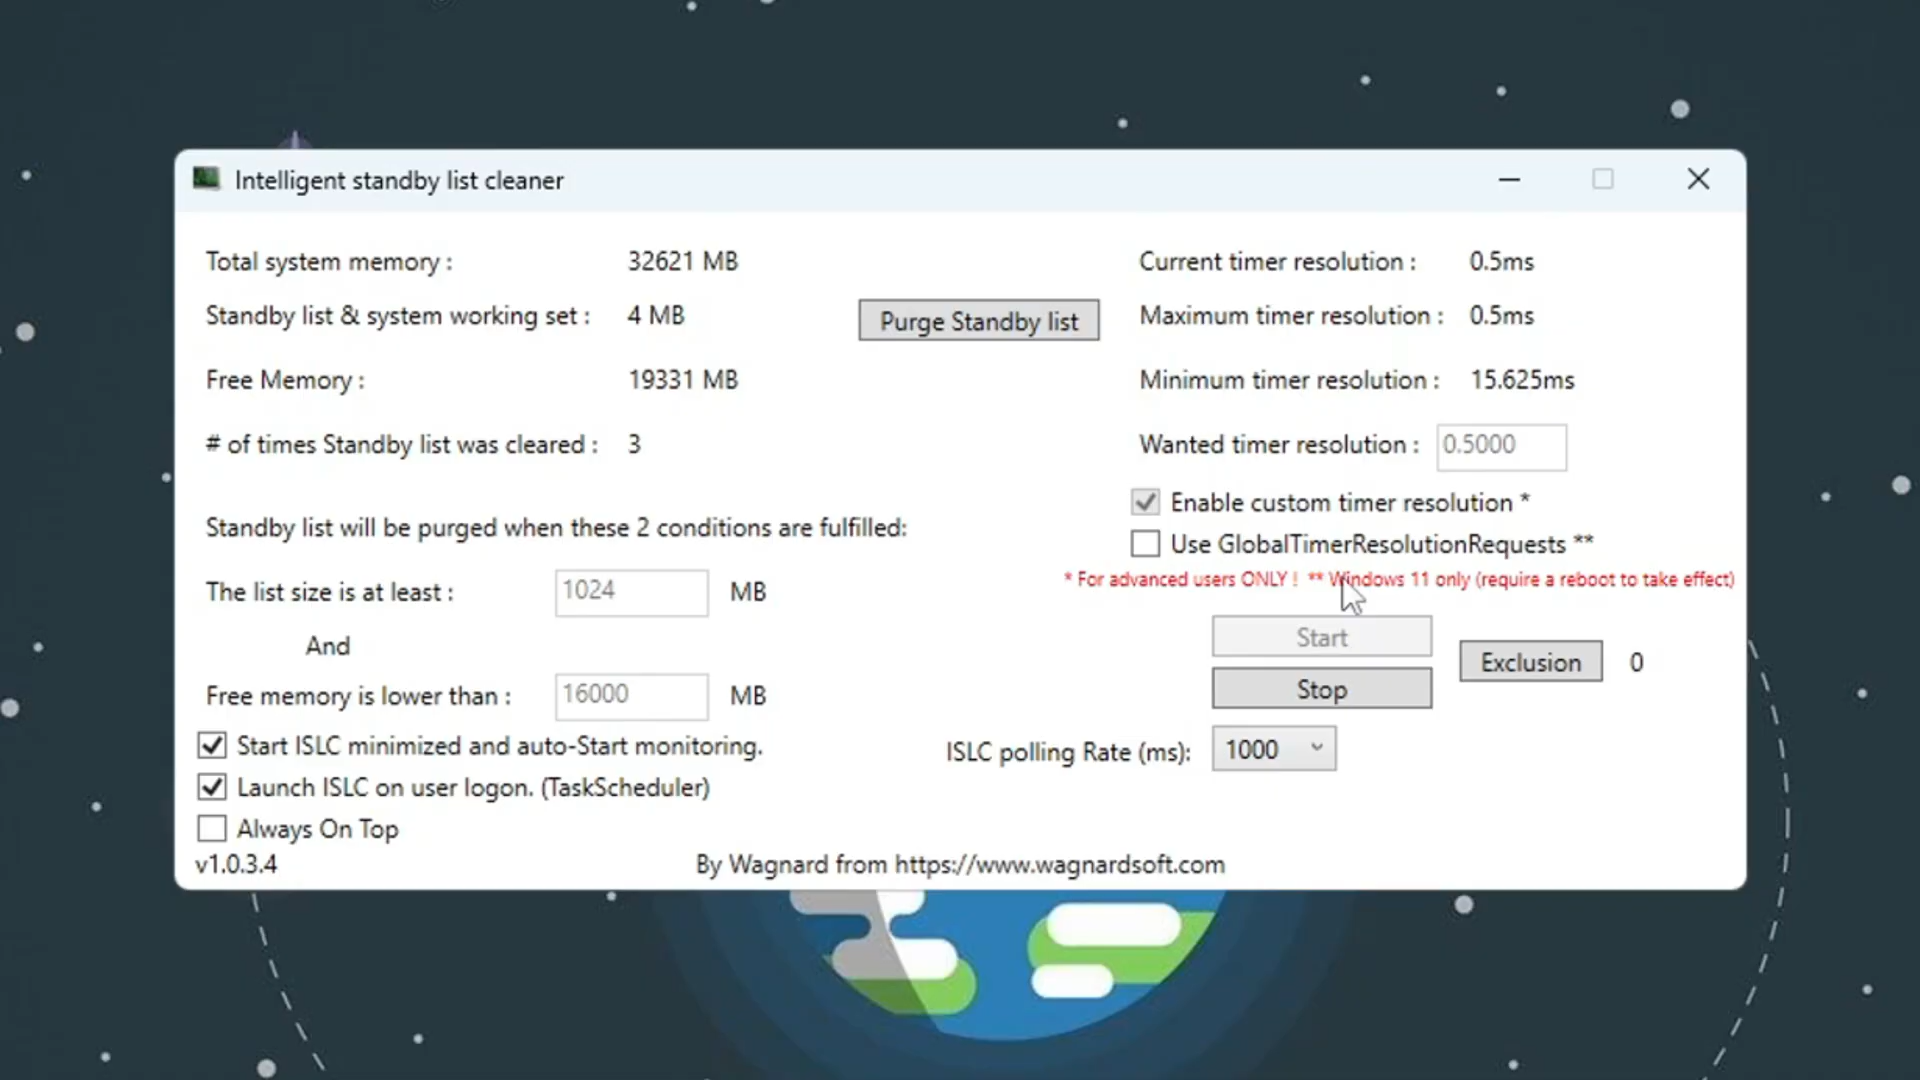 Intelligent standby list cleaner
Total system memory : 32621 MB
Standby list & system working set : 4 MB
Purge Standby list
Free Memory : 19331 MB
# of times Standby list was cleared : 3
Standby list will be purged when these 2 conditions are fulfilled:
The list size is at least : 1024 MB
And
Free memory is lower than : 16000 MB
Start ISLC minimized and auto-Start monitoring.
Launch ISLC on user logon. (TaskScheduler)
Always On Top
v1.0.3.4
Current timer resolution : 0.5ms
Maximum timer resolution : 0.5ms
Minimum timer resolution : 15.625ms
Wanted timer resolution : 0.5000
Enable custom timer resolution *
Use GlobalTimerResolutionRequests **
* For advanced users ONLY ! ** Windows 11 only (require a reboot to take effect)
Start
Stop
Exclusion 0
ISLC polling Rate (ms): 1000
By Wagnard from https://www.wagnardsoft.com